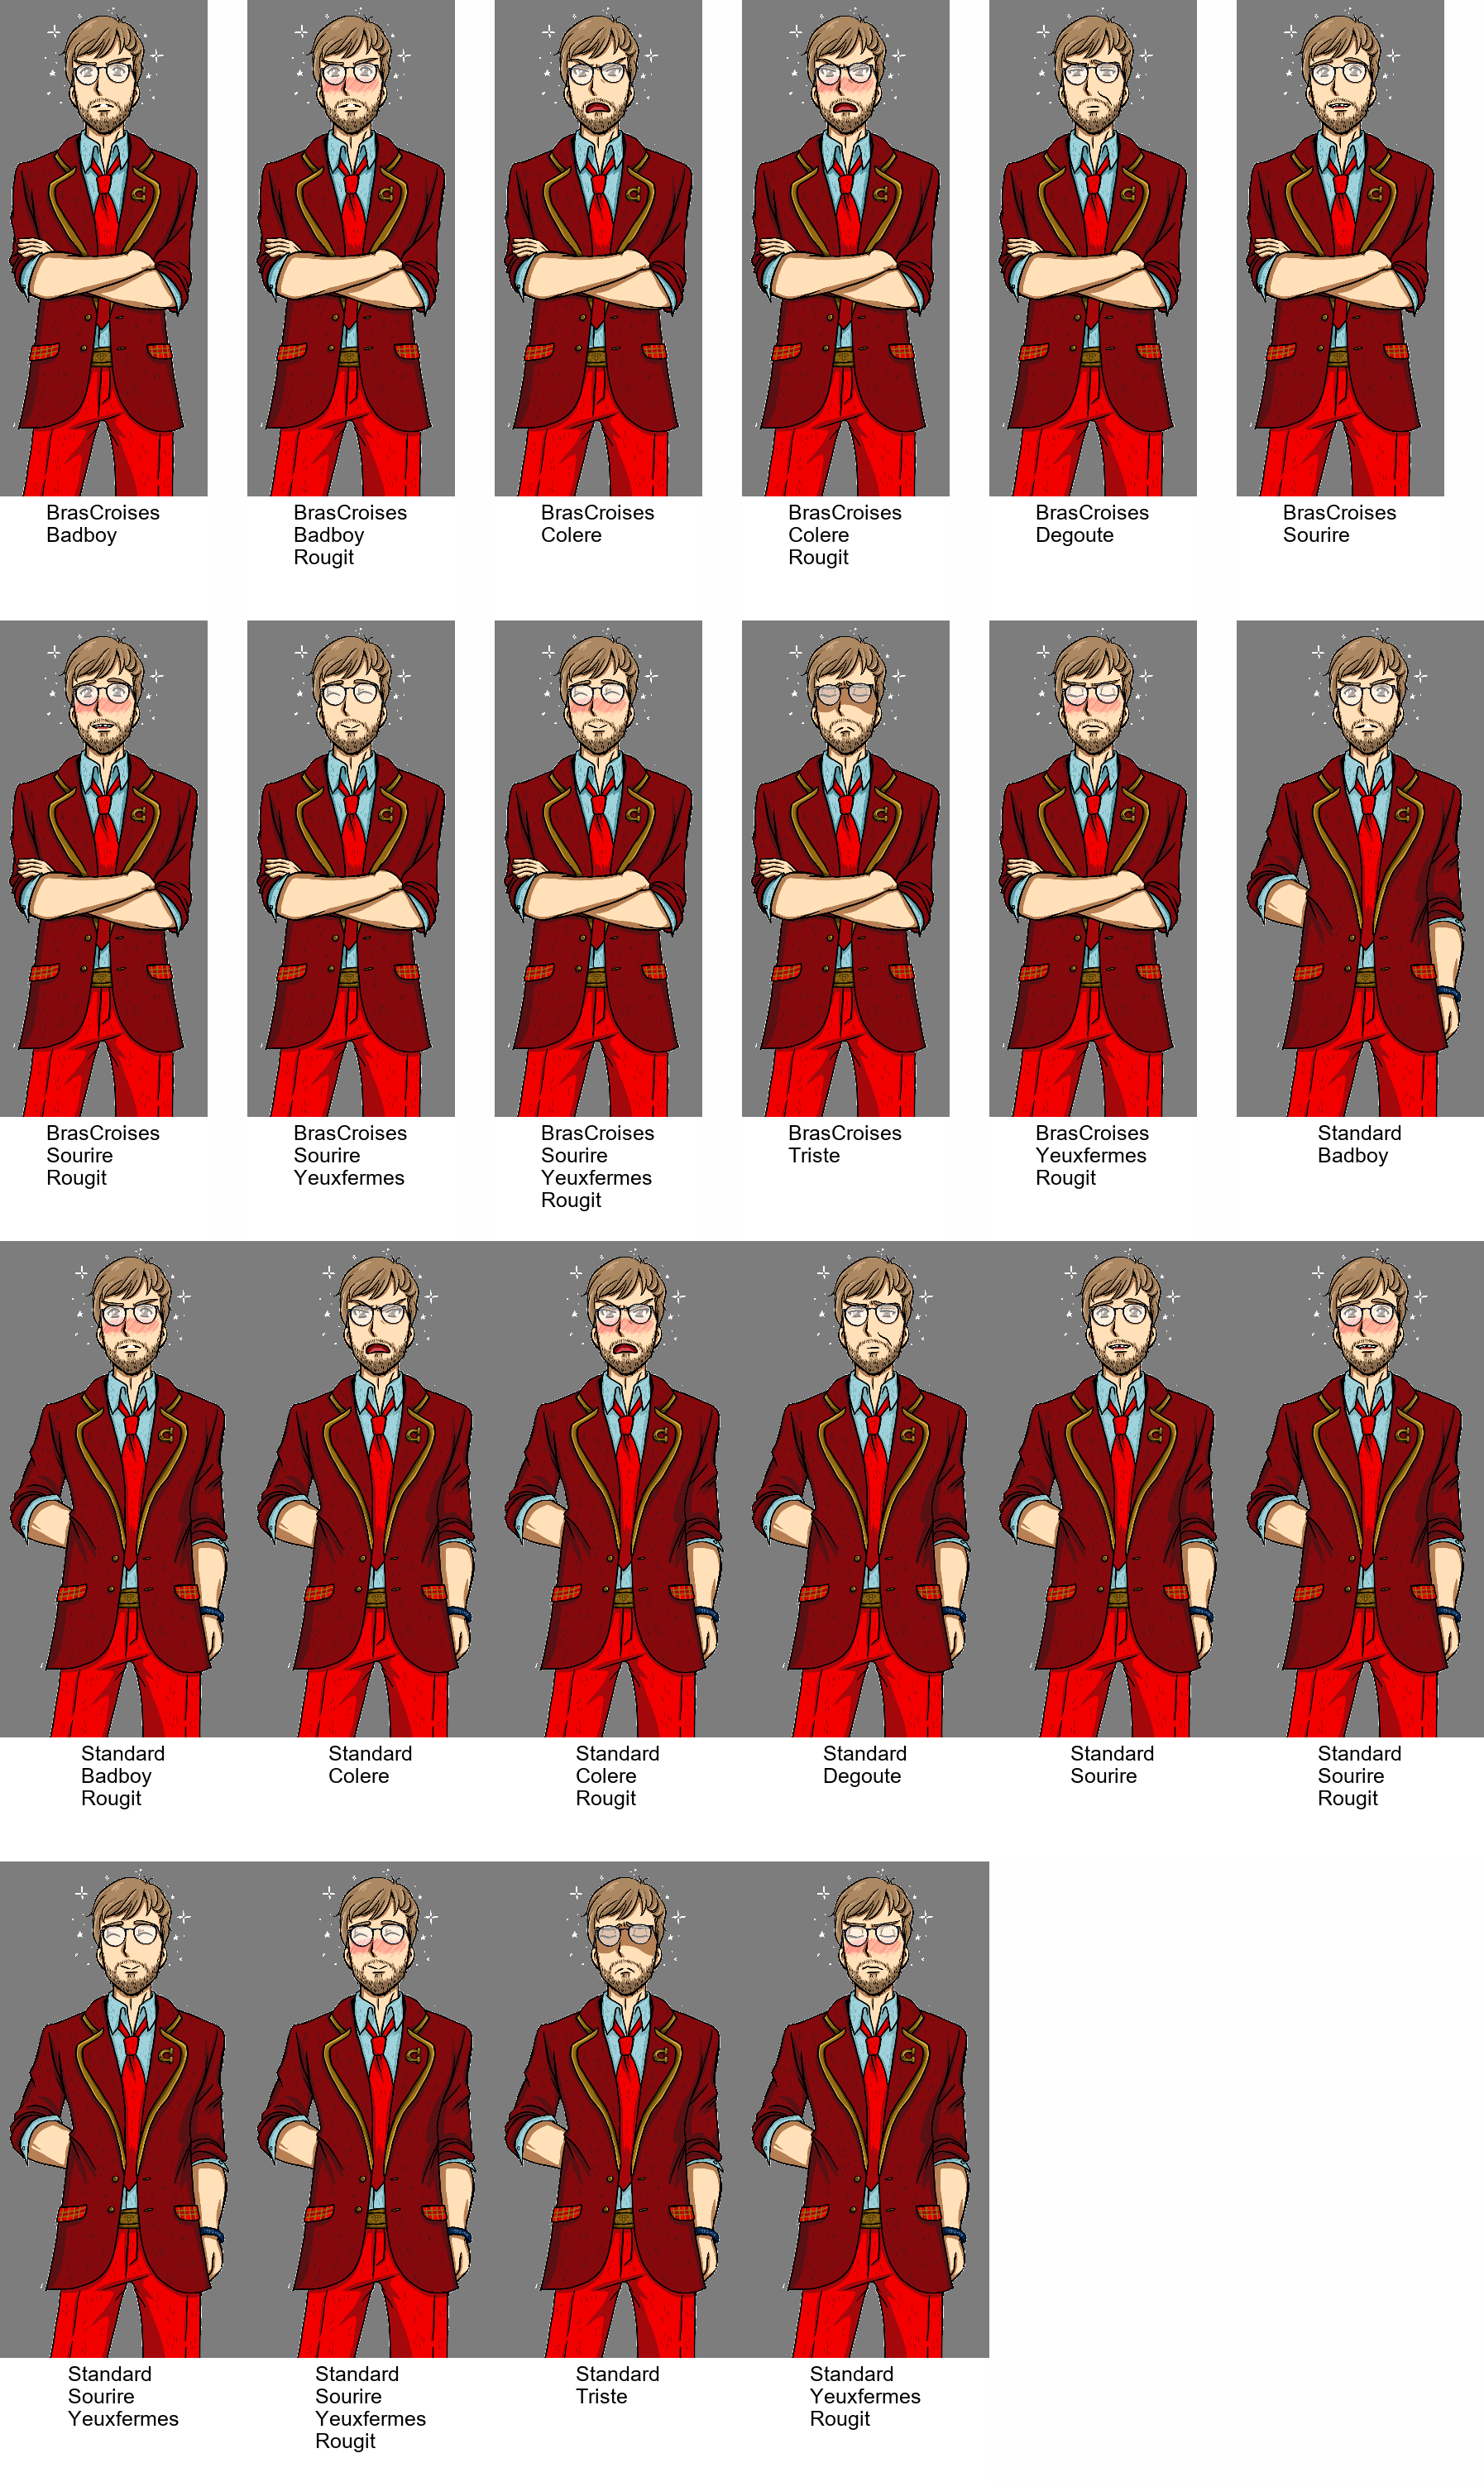 BrasCroises
Badboy
BrasCroises
Badboy
Rougit
BrasCroises
Colere
BrasCroises
Colere
Rougit
BrasCroises
Degoute
BrasCroises
Sourire
BrasCroises
Sourire
Rougit
BrasCroises
Sourire
Yeuxfermes
BrasCroises
Sourire
Yeuxfermes
Rougit
BrasCroises
Triste
BrasCroises
Yeuxfermes
Rougit
Standard
Badboy
Standard
Badboy
Rougit
Standard
Colere
Standard
Colere
Rougit
Standard
Degoute
Standard
Sourire
Standard
Sourire
Rougit
Standard
Sourire
Yeuxfermes
Standard
Sourire
Yeuxfermes
Rougit
Standard
Triste
Standard
Yeuxfermes
Rougit